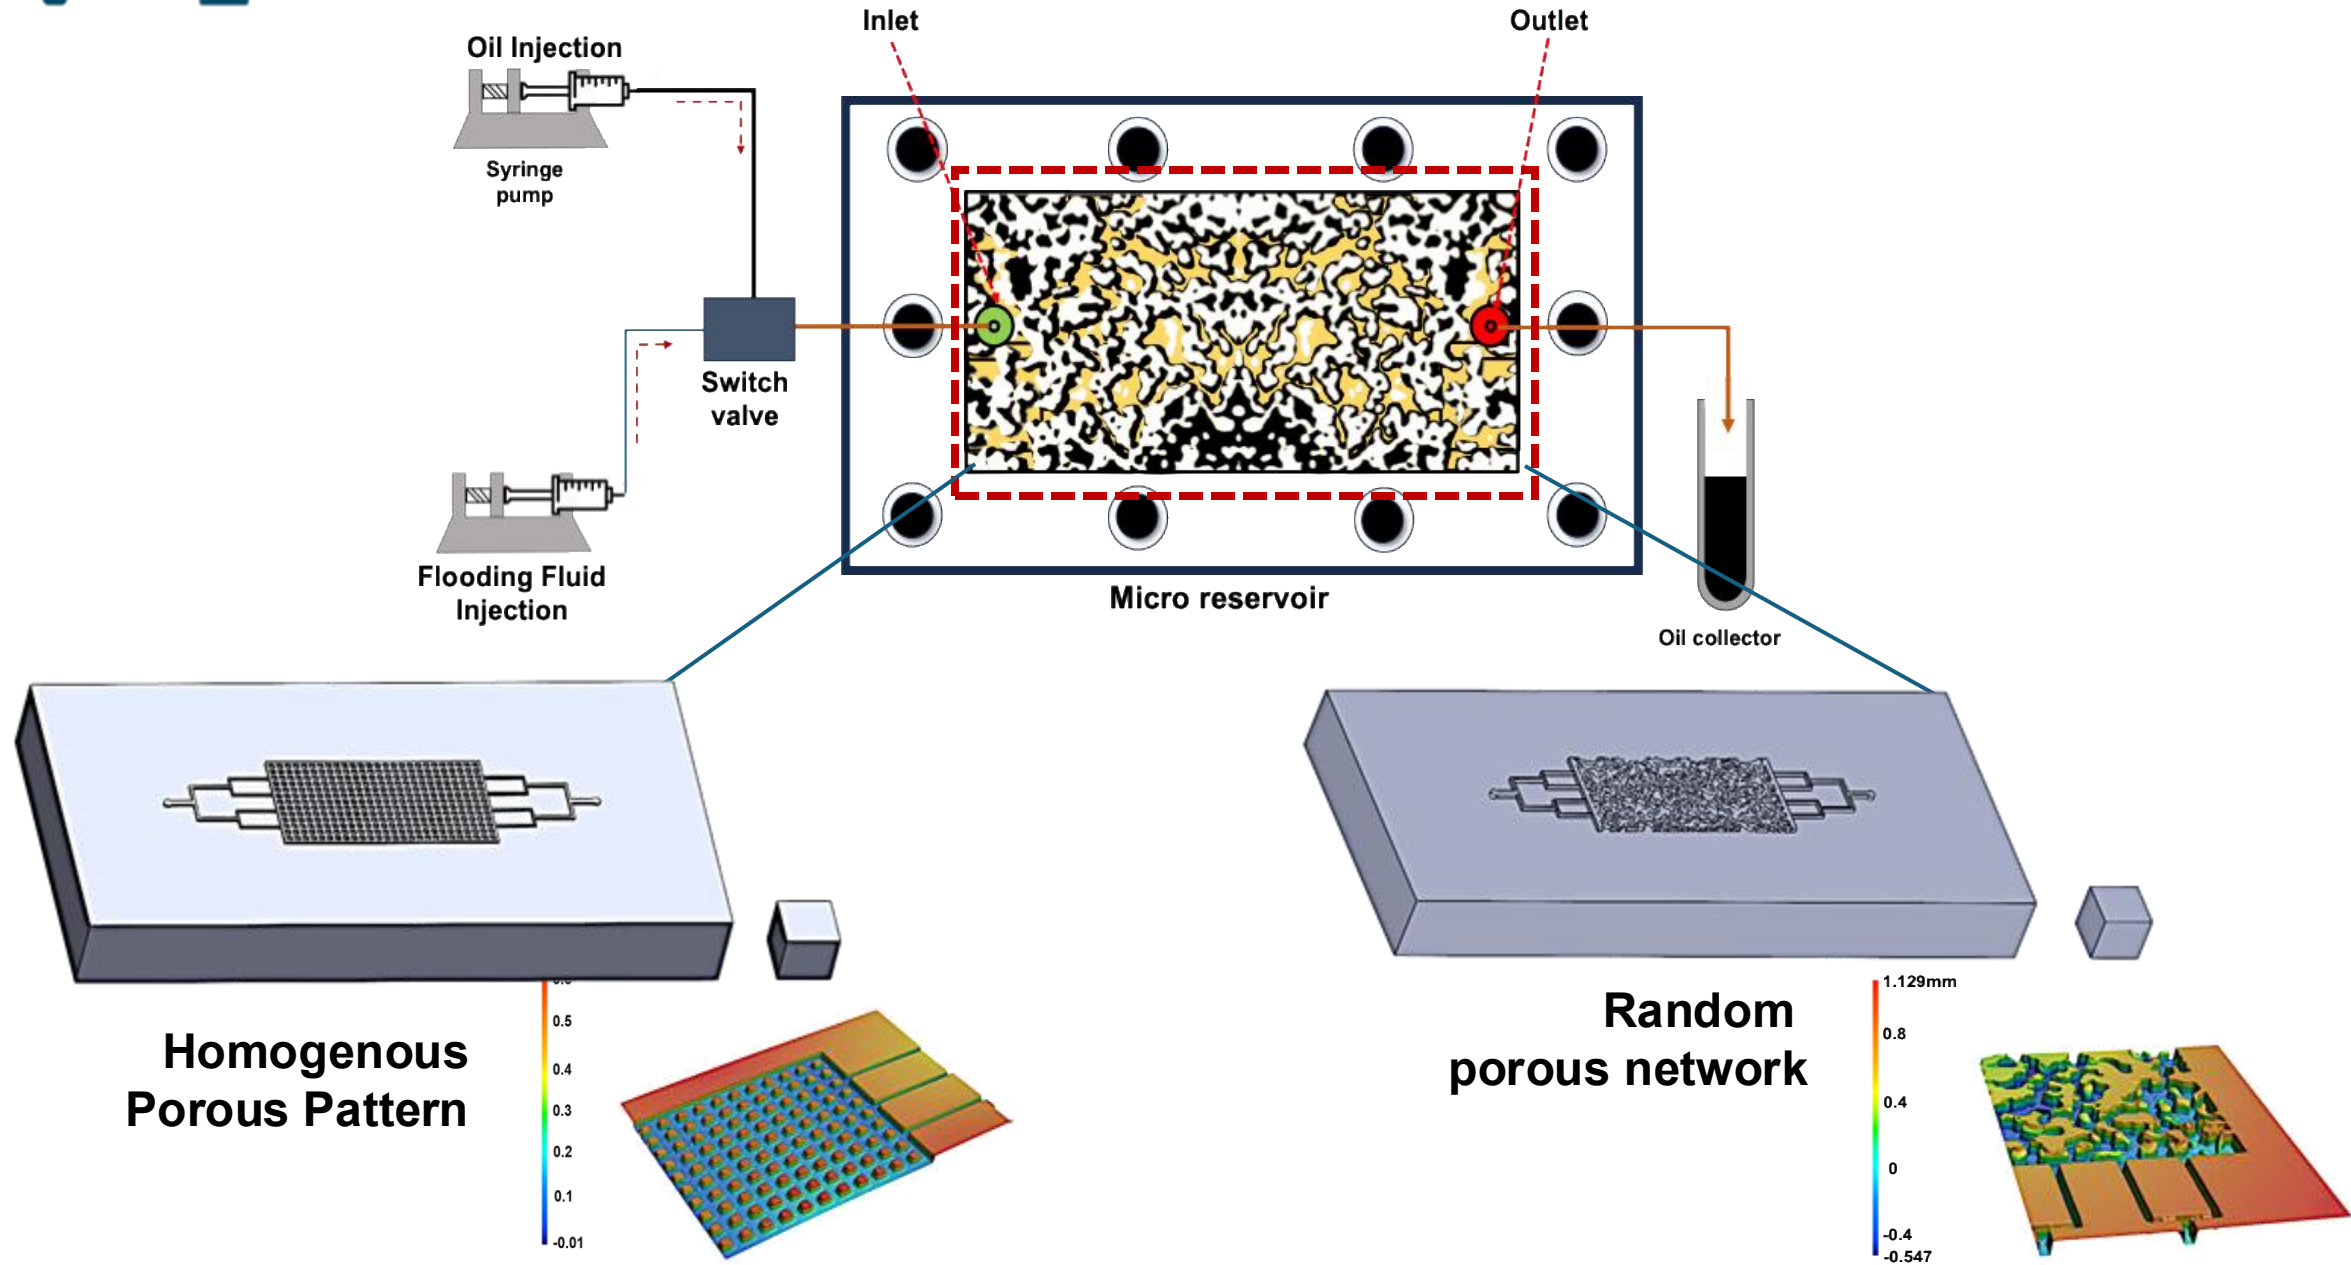 Inlet
Outlet
Oil Injection
Syringe
pump
Switch
valve
Flooding Fluid
Injection
Micro reservoir
Oil collector
Homogenous
Porous Pattern
0.5
0.4
0.3
0.2
0.1
-0.01
Random
porous network
1.129mm
0.8
0.4
0
-0.4
-0.547